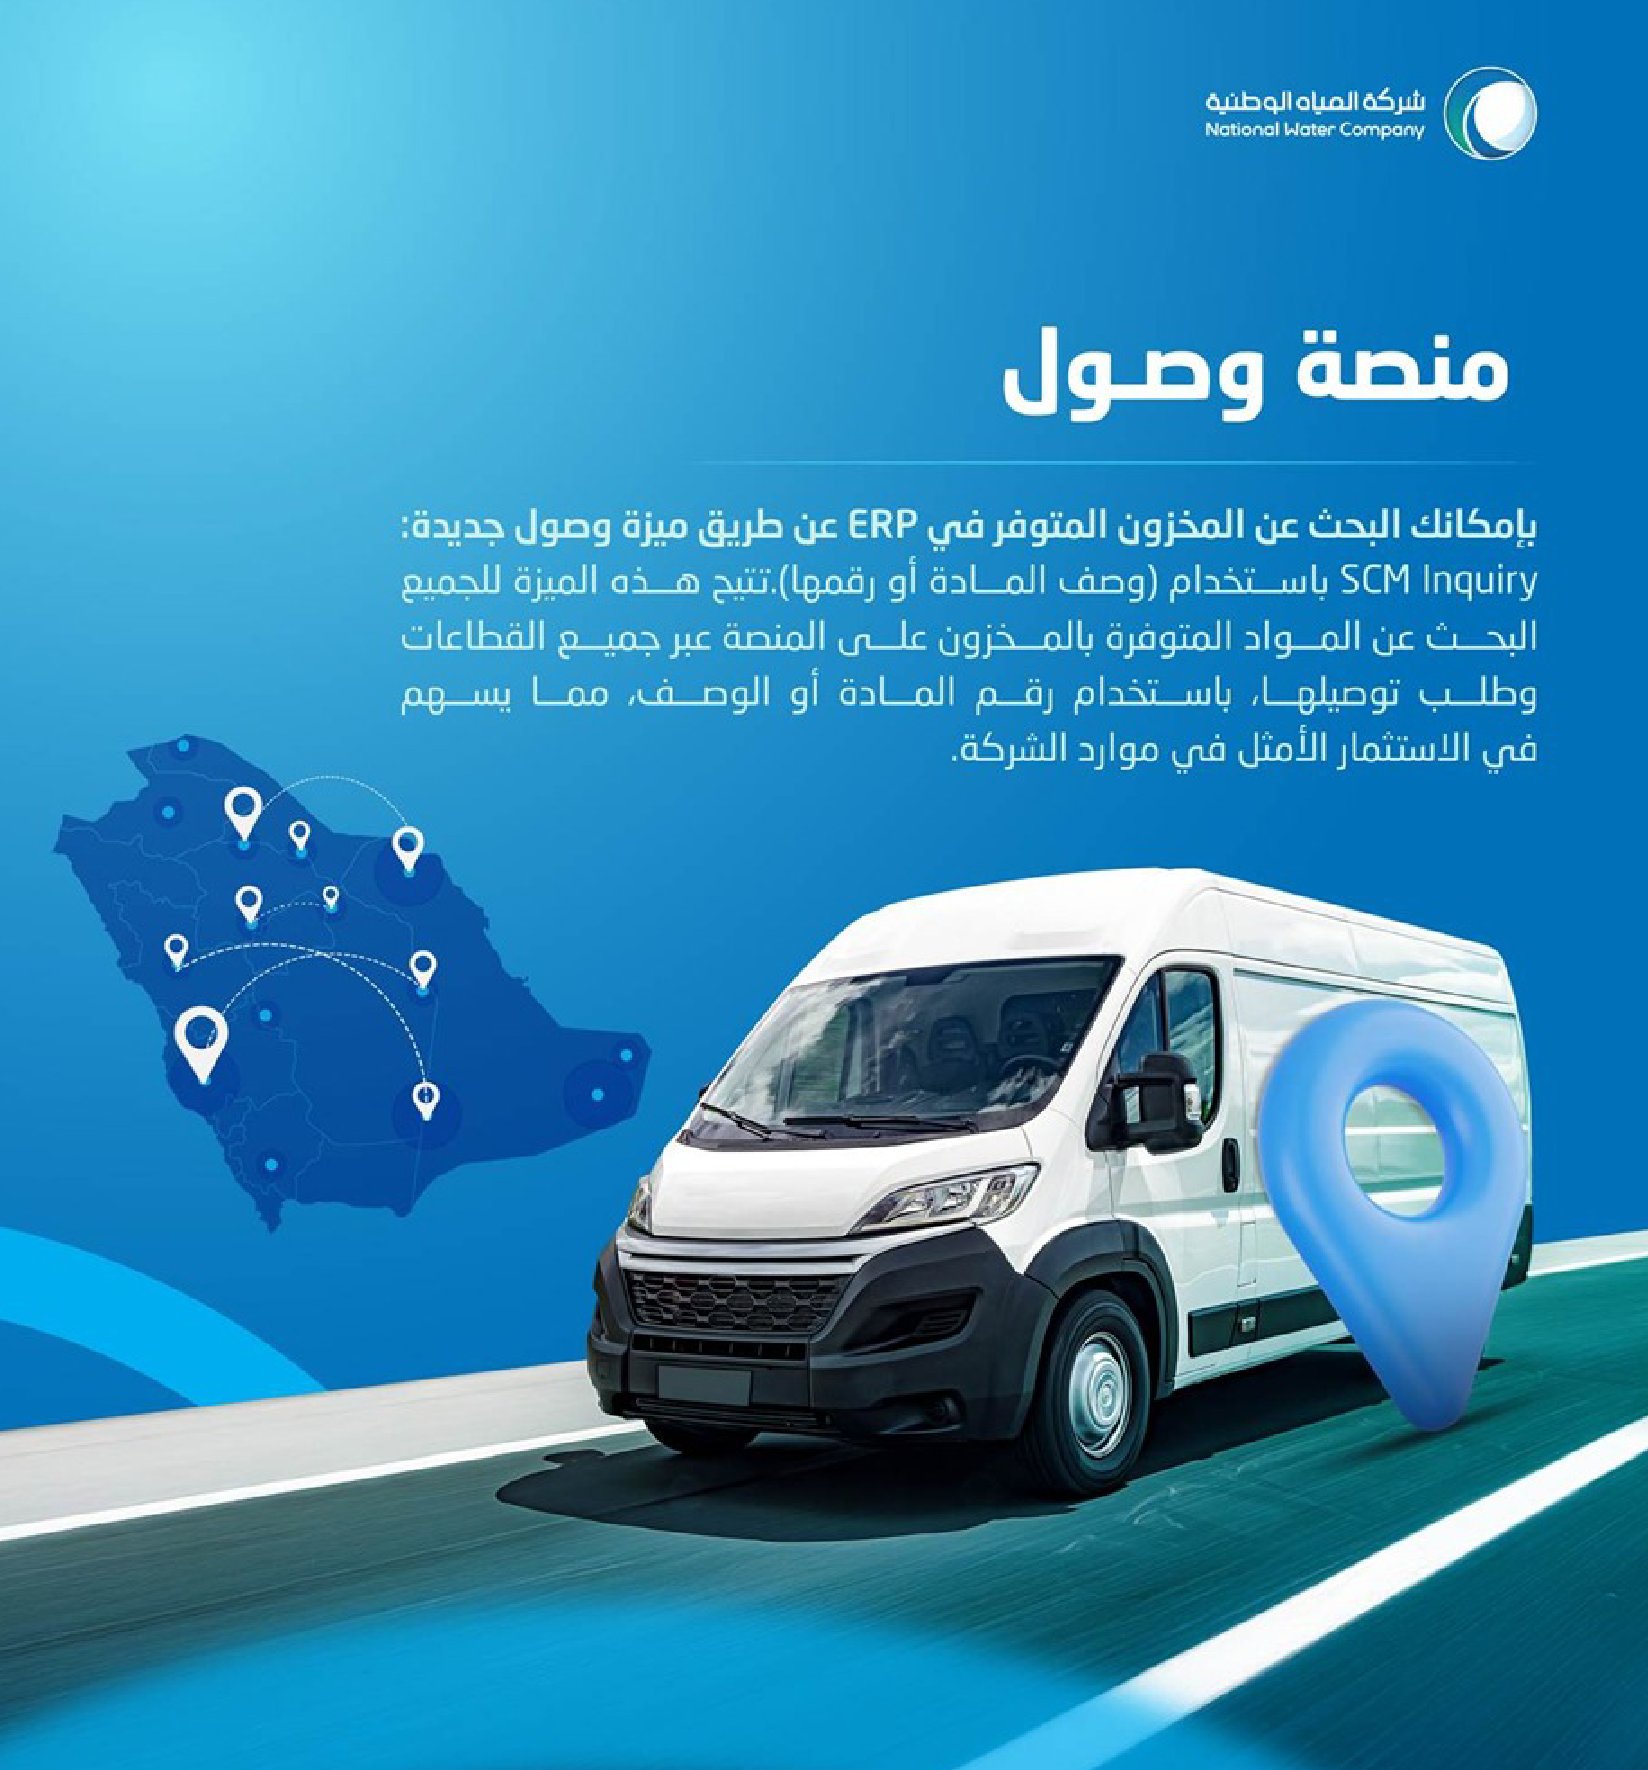 شركة المياه الوطنية
National Water Company
منصة وصول
بإمكانك البحث عن المخزون المتوفر في ERP عن طريق ميزة وصول جديدة:
SCM Inquiry باستخدام (وصف المادة أو رقمها).تتيح هذه الميزة للجميع
البحث عن المواد المتوفرة بالمخزون على المنصة عبر جميع القطاعات
وطلب توصيلها، باستخدام رقم المادة أو الوصف، مما يسهم
في الاستثمار الأمثل في موارد الشركة.